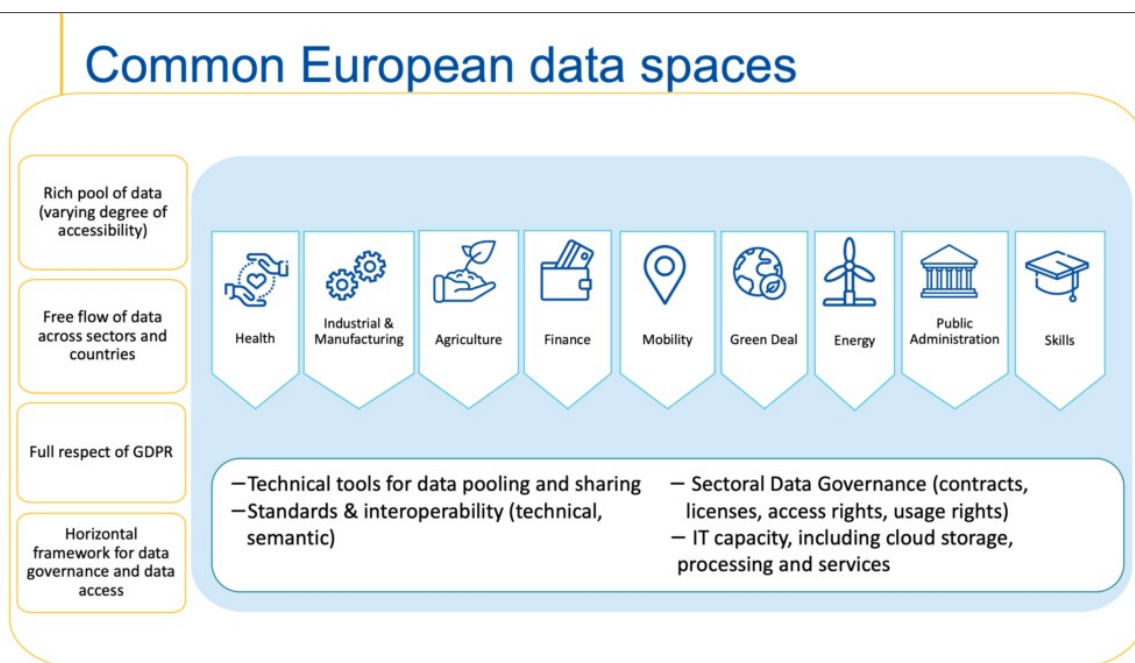 Common European data spaces
Rich pool of data
(varying degree of
accessibility)
Free flow of data
across sectors and
countries
Full respect of GDPR
Horizontal
framework for data
governance and data
access
Health
Industrial &
Manufacturing
Agriculture
Finance
Mobility
Green Deal
Energy
Public
Administration
Skills
–Technical tools for data pooling and sharing
–Standards & interoperability (technical,
semantic)
– Sectoral Data Governance (contracts,
licenses, access rights, usage rights)
– IT capacity, including cloud storage,
processing and services